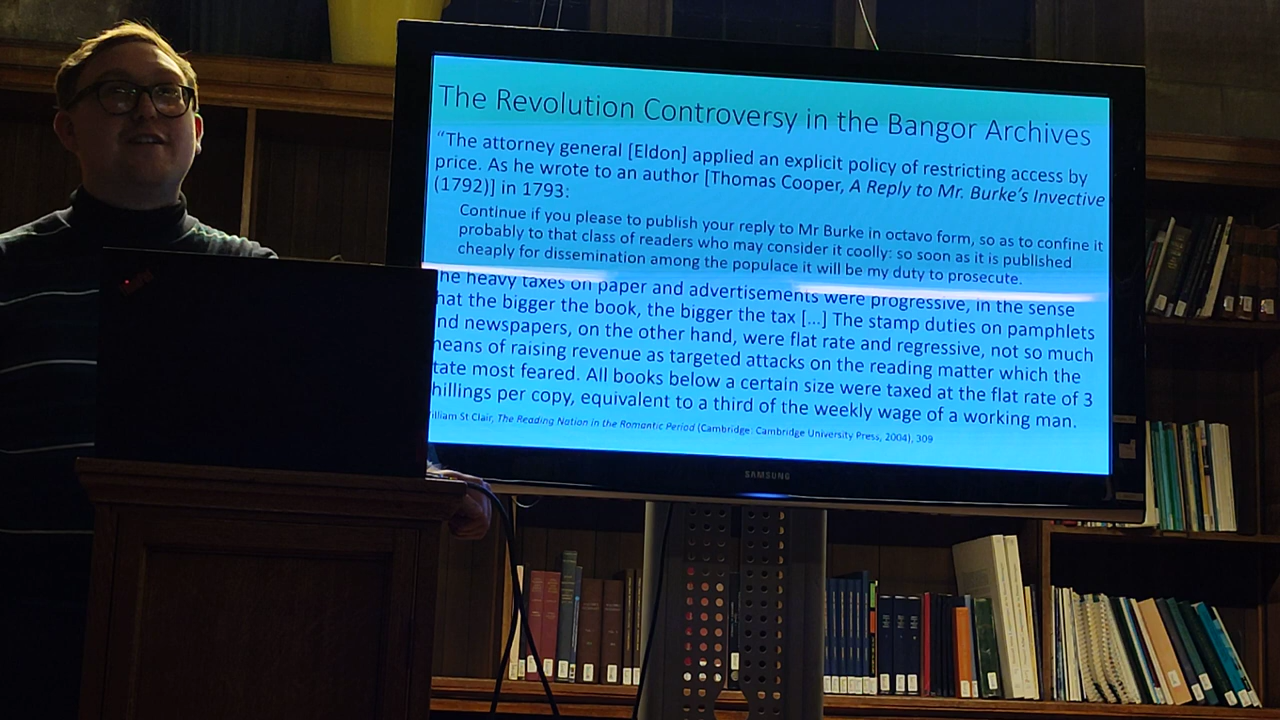 The Revolution Controversy in the Bangor Archives
“The attorney general [Eldon] applied an explicit policy of restricting access by
price. As he wrote to an author [Thomas Cooper, A Reply to Mr. Burke’s Invective
(1792)] in 1793:
Continue if you please to publish your reply to Mr Burke in octavo form, so as to confine it
probably to that class of readers who may consider it coolly: so soon as it is published
cheaply for dissemination among the populace it will be my duty to prosecute.
he heavy taxes on paper and advertisements were progressive, in the sense
hat the bigger the book, the bigger the tax [...] The stamp duties on pamphlets
nd newspapers, on the other hand, were flat rate and regressive, not so much
eans of raising revenue as targeted attacks on the reading matter which the
tate most feared. All books below a certain size were taxed at the flat rate of 3
hillings per copy, equivalent to a third of the weekly wage of a working man.
illiam St Clair, The Reading Nation in the Romantic Period (Cambridge: Cambridge University Press, 2004), 309
SAMSUNG